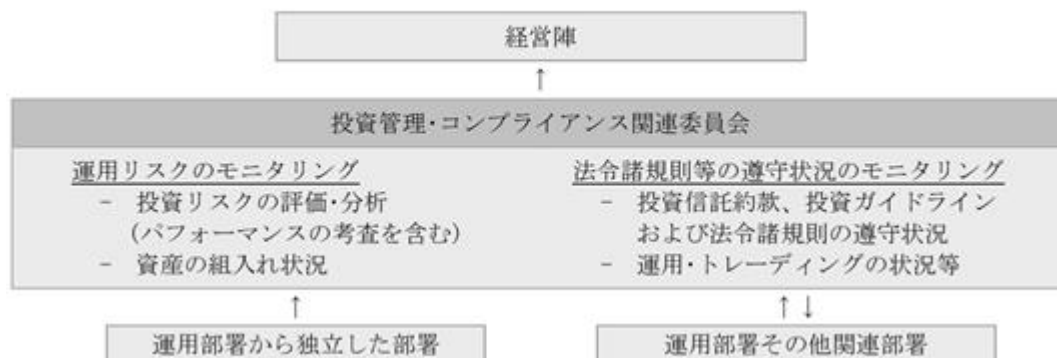 経営陣
↑
投資管理・コンプライアンス関連委員会
運用リスクのモニタリング
－ 投資リスクの評価・分析
(パフォーマンスの考査を含む)
－ 資産の組入れ状況
法令諸規則等の遵守状況のモニタリング
－ 投資信託約款、投資ガイドライン
および法令諸規則の遵守状況
－ 運用・トレーディングの状況等
↑
↑↓
運用部署から独立した部署
運用部署その他関連部署